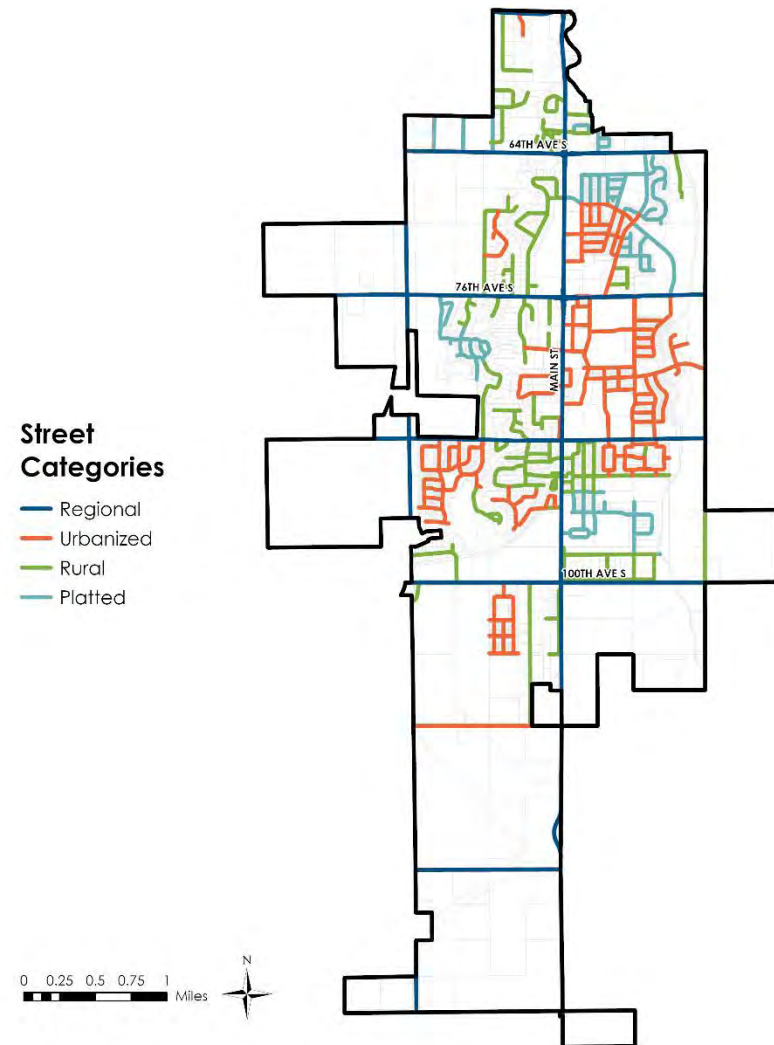 64TH AVE S
76TH AVE S
MAIN ST
100TH AVE S
Street
Categories
Regional
Urbanized
Rural
Platted
0 0.25 0.5 0.75 1
Miles
N